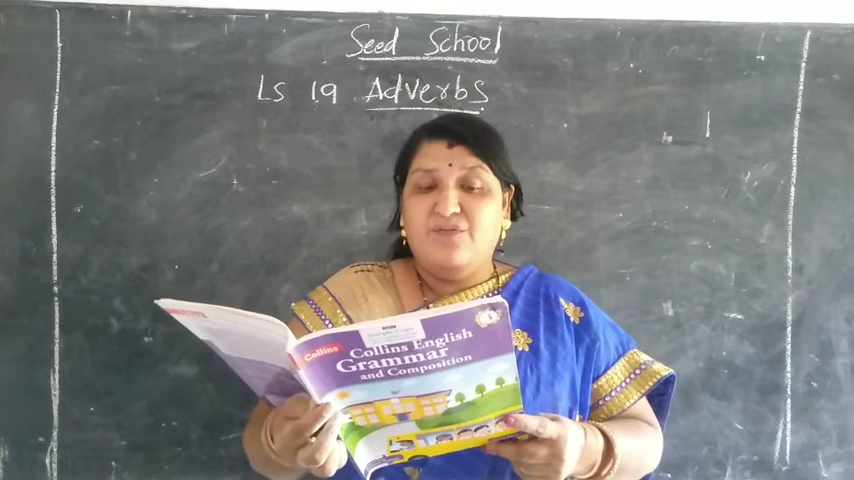 Seed School
Ls 19 Adverbs
Collins
Collins English
Grammar
and Composition